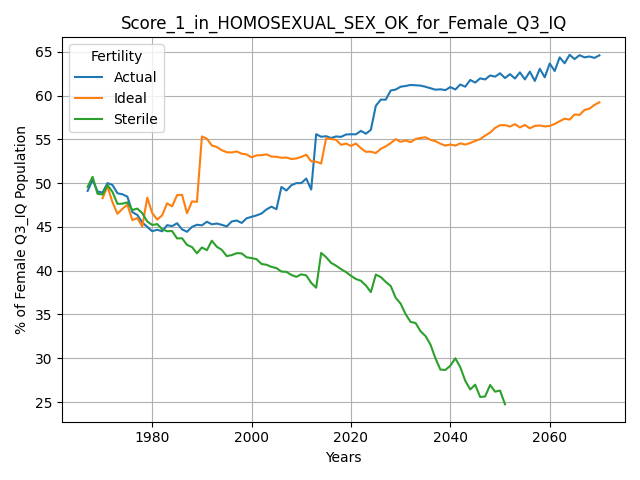 Score_1_in_HOMOSEXUAL_SEX_OK_for_Female_Q3_IQ
Fertility
Actual
Ideal
Sterile
% of Female Q3_IQ Population
65
60
55
50
45
40
35
30
25
1980
2000
2020
2040
2060
Years